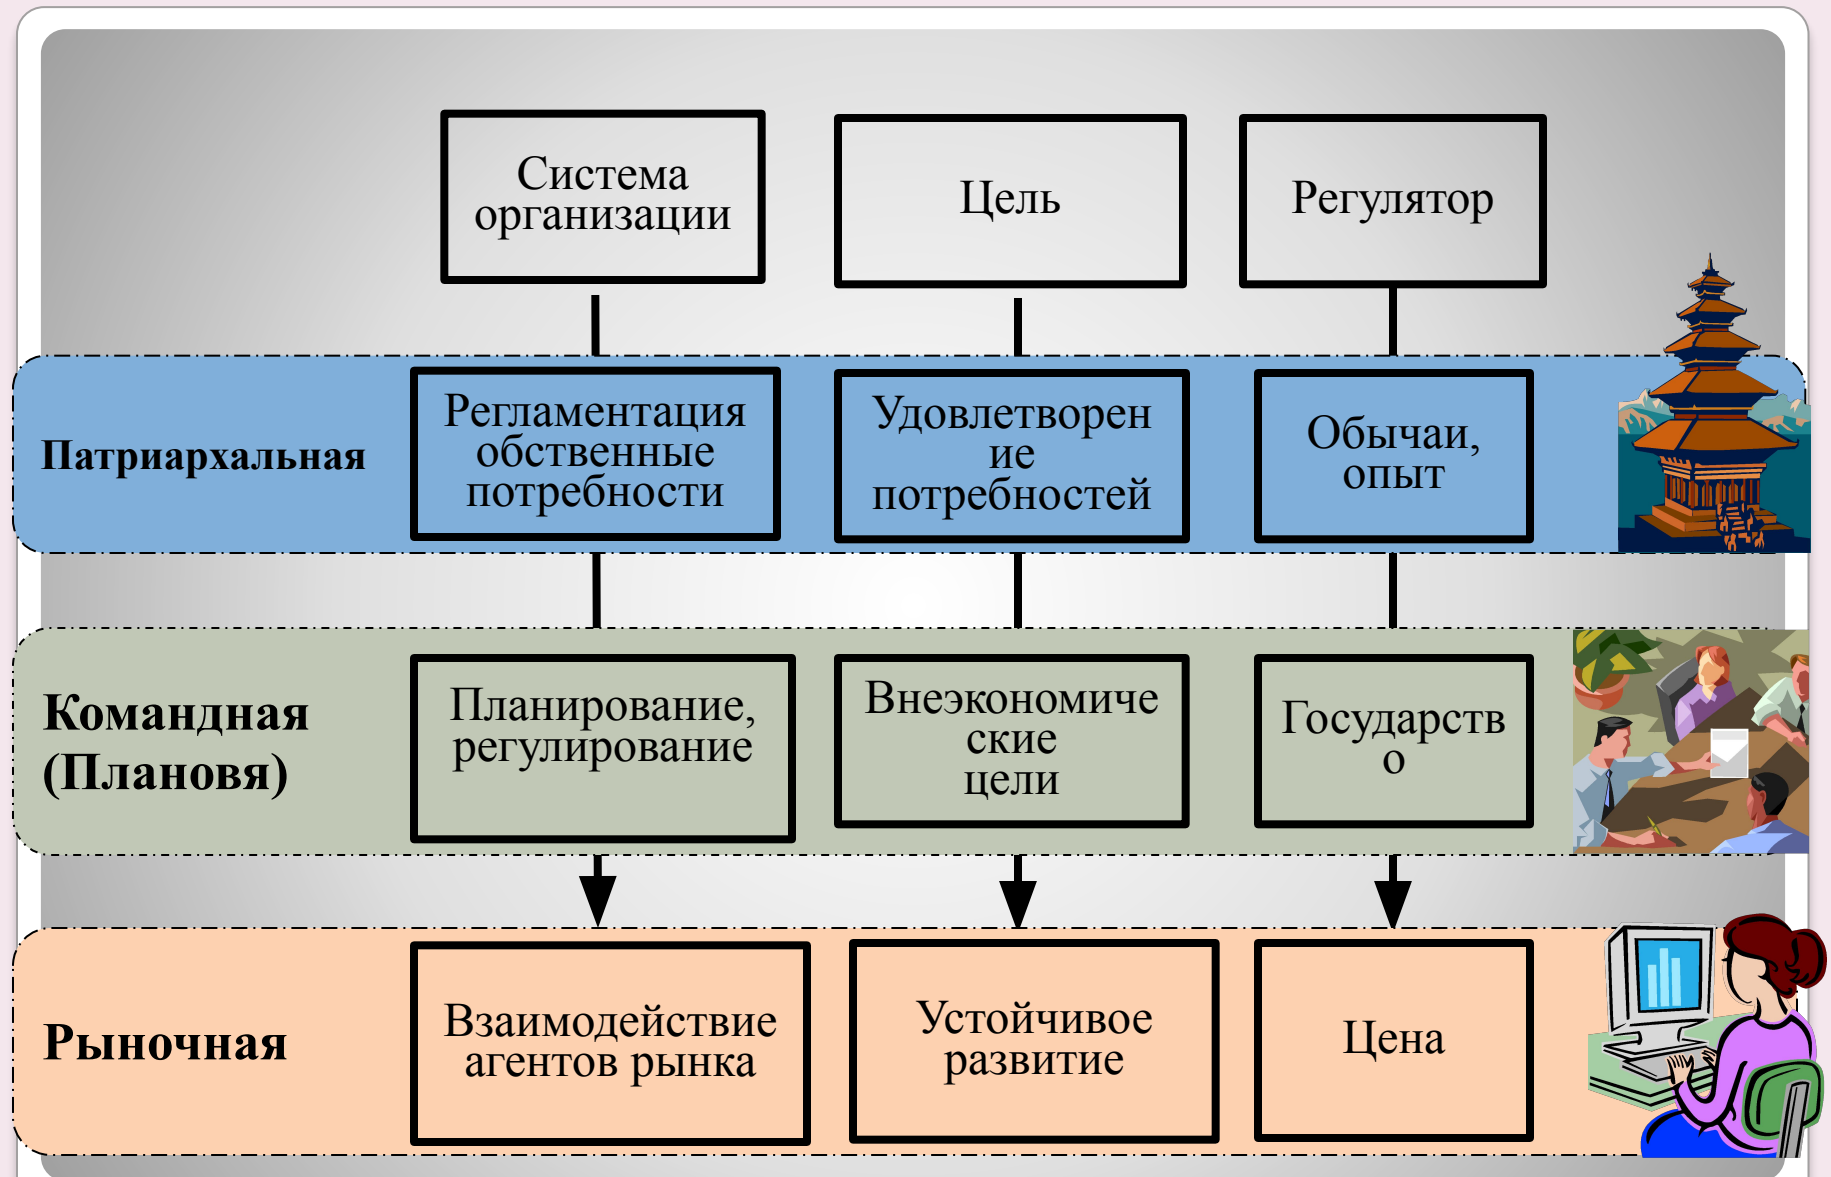 Система
организации
Цель
Регулятор
Патриархальная
Регламентация
обственные
потребности
Удовлетворен
ие
потребностей
Обычаи,
опыт
Командная
(Плановя)
Планирование,
регулирование
Внеэкономиче
ские
цели
Государств
о
Рыночная
Взаимодействие
агентов рынка
Устойчивое
развитие
Цена